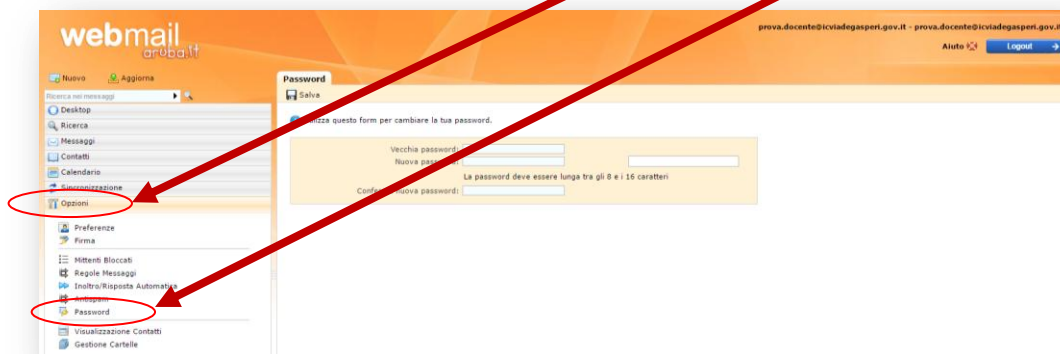 webmail
aruba.it
prova.docente@icviadegasperi.gov.it - prova.docente@icviadegasperi.gov.it
Aiuto
Logout
Nuovo Aggiorna
Ricerca nei messaggi
Desktop
Ricerca
Messaggi
Contatti
Calendario
Sincronizzazione
Opzioni
Preferenze
Firma
Mittenti Bloccati
Regole Messaggi
Inoltro/Risposta Automatica
Antispam
Password
Visualizzazione Contatti
Gestione Cartelle
Password
Salva
questo form per cambiare la tua password.
Vecchia password:
Nuova password:
La password deve essere lunga tra gli 8 e i 16 caratteri
nuova password: